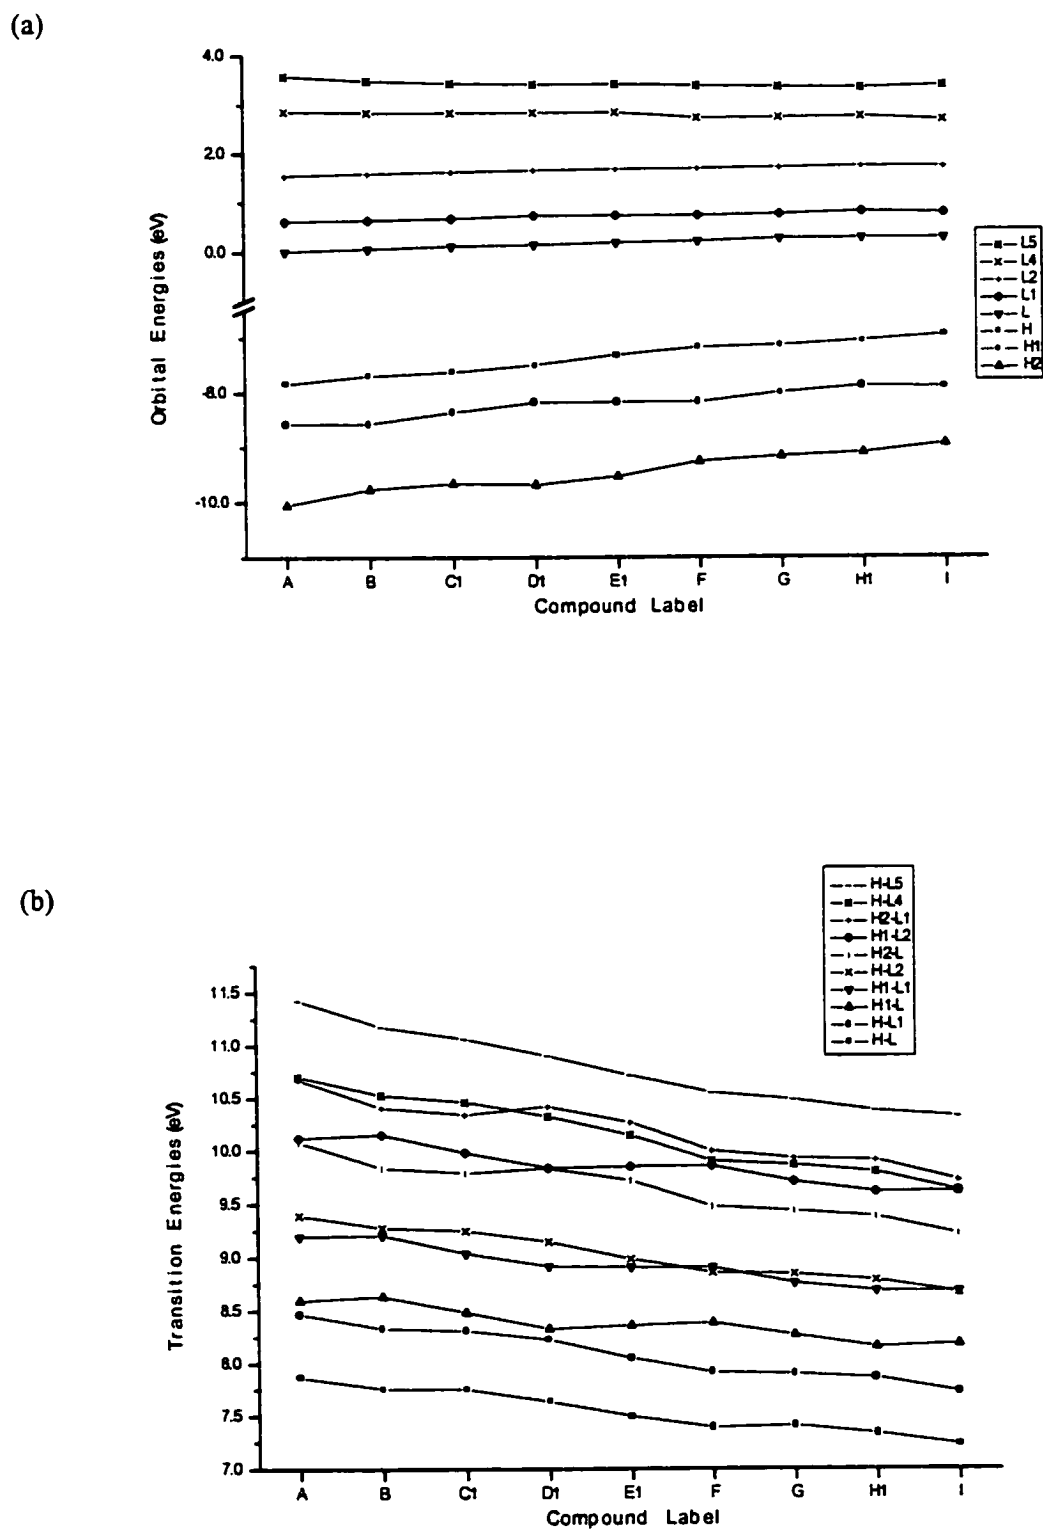 (a)
4.0
2.0
0.0
-8.0
-10.0
Orbital Energies (eV)
A B C1 D1 E1 F G H1 I
Compound Label
L5
L4
L2
L1
L
H
H1
H2
(b)
H-L5
H-L4
H2-L1
H1-L2
H2-L
H-L2
H1-L1
H1-L
H-L1
H-L
11.5
11.0
10.5
10.0
9.5
9.0
8.5
8.0
7.5
7.0
Transition Energies (eV)
A B C1 D1 E1 F G H1 I
Compound Label